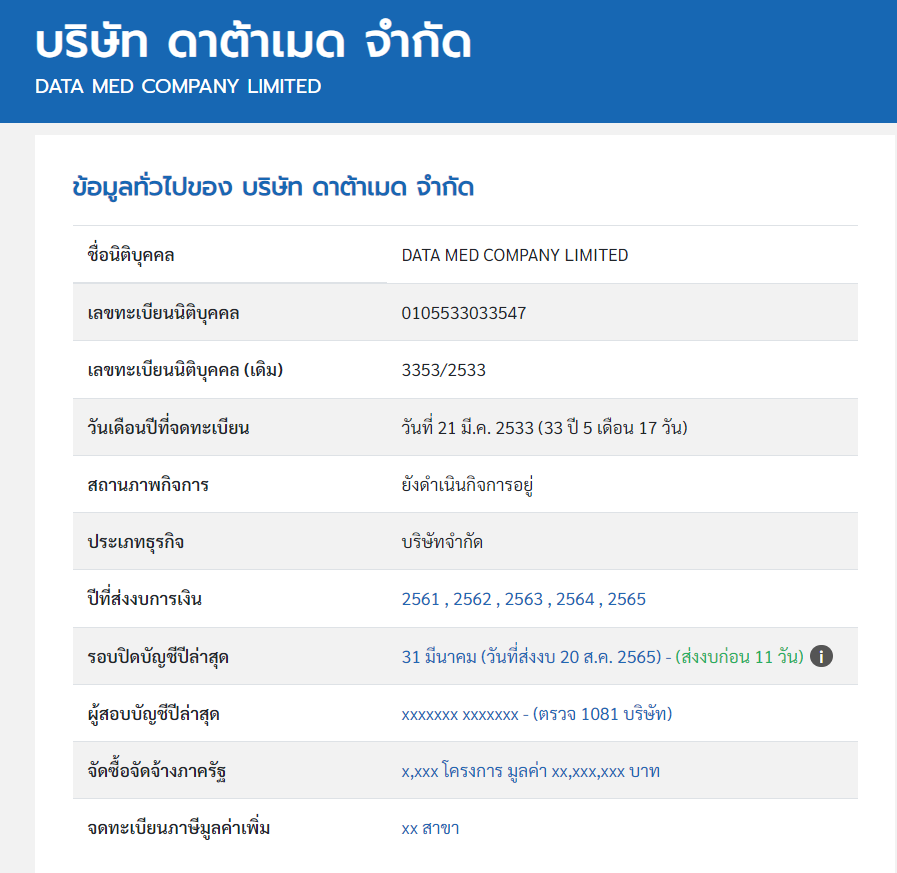 บริษัท ดาต้าเมด จำกัด
DATA MED COMPANY LIMITED
ข้อมูลทั่วไปของ บริษัท ดาต้าเมด จำกัด
ชื่อนิติบุคคล DATA MED COMPANY LIMITED
เลขทะเบียนนิติบุคคล 0105533033547
เลขทะเบียนนิติบุคคล (เดิม) 3353/2533
วันเดือนปีที่จดทะเบียน วันที่ 21 มี.ค. 2533 (33 ปี 5 เดือน 17 วัน)
สถานภาพกิจการ ยังดำเนินกิจการอยู่
ประเภทธุรกิจ บริษัทจำกัด
ปีที่ส่งงบการเงิน 2561 , 2562 , 2563 , 2564 , 2565
รอบปิดบัญชีปีล่าสุด 31 มีนาคม (วันที่ส่งงบ 20 ส.ค. 2565) - (ส่งงบก่อน 11 วัน) i
ผู้สอบบัญชีปีล่าสุด xxxxxxx xxxxxxx - (ตรวจ 1081 บริษัท)
จัดซื้อจัดจ้างภาครัฐ x,xxx โครงการ มูลค่า xx,xxx,xxx บาท
จดทะเบียนภาษีมูลค่าเพิ่ม xx สาขา